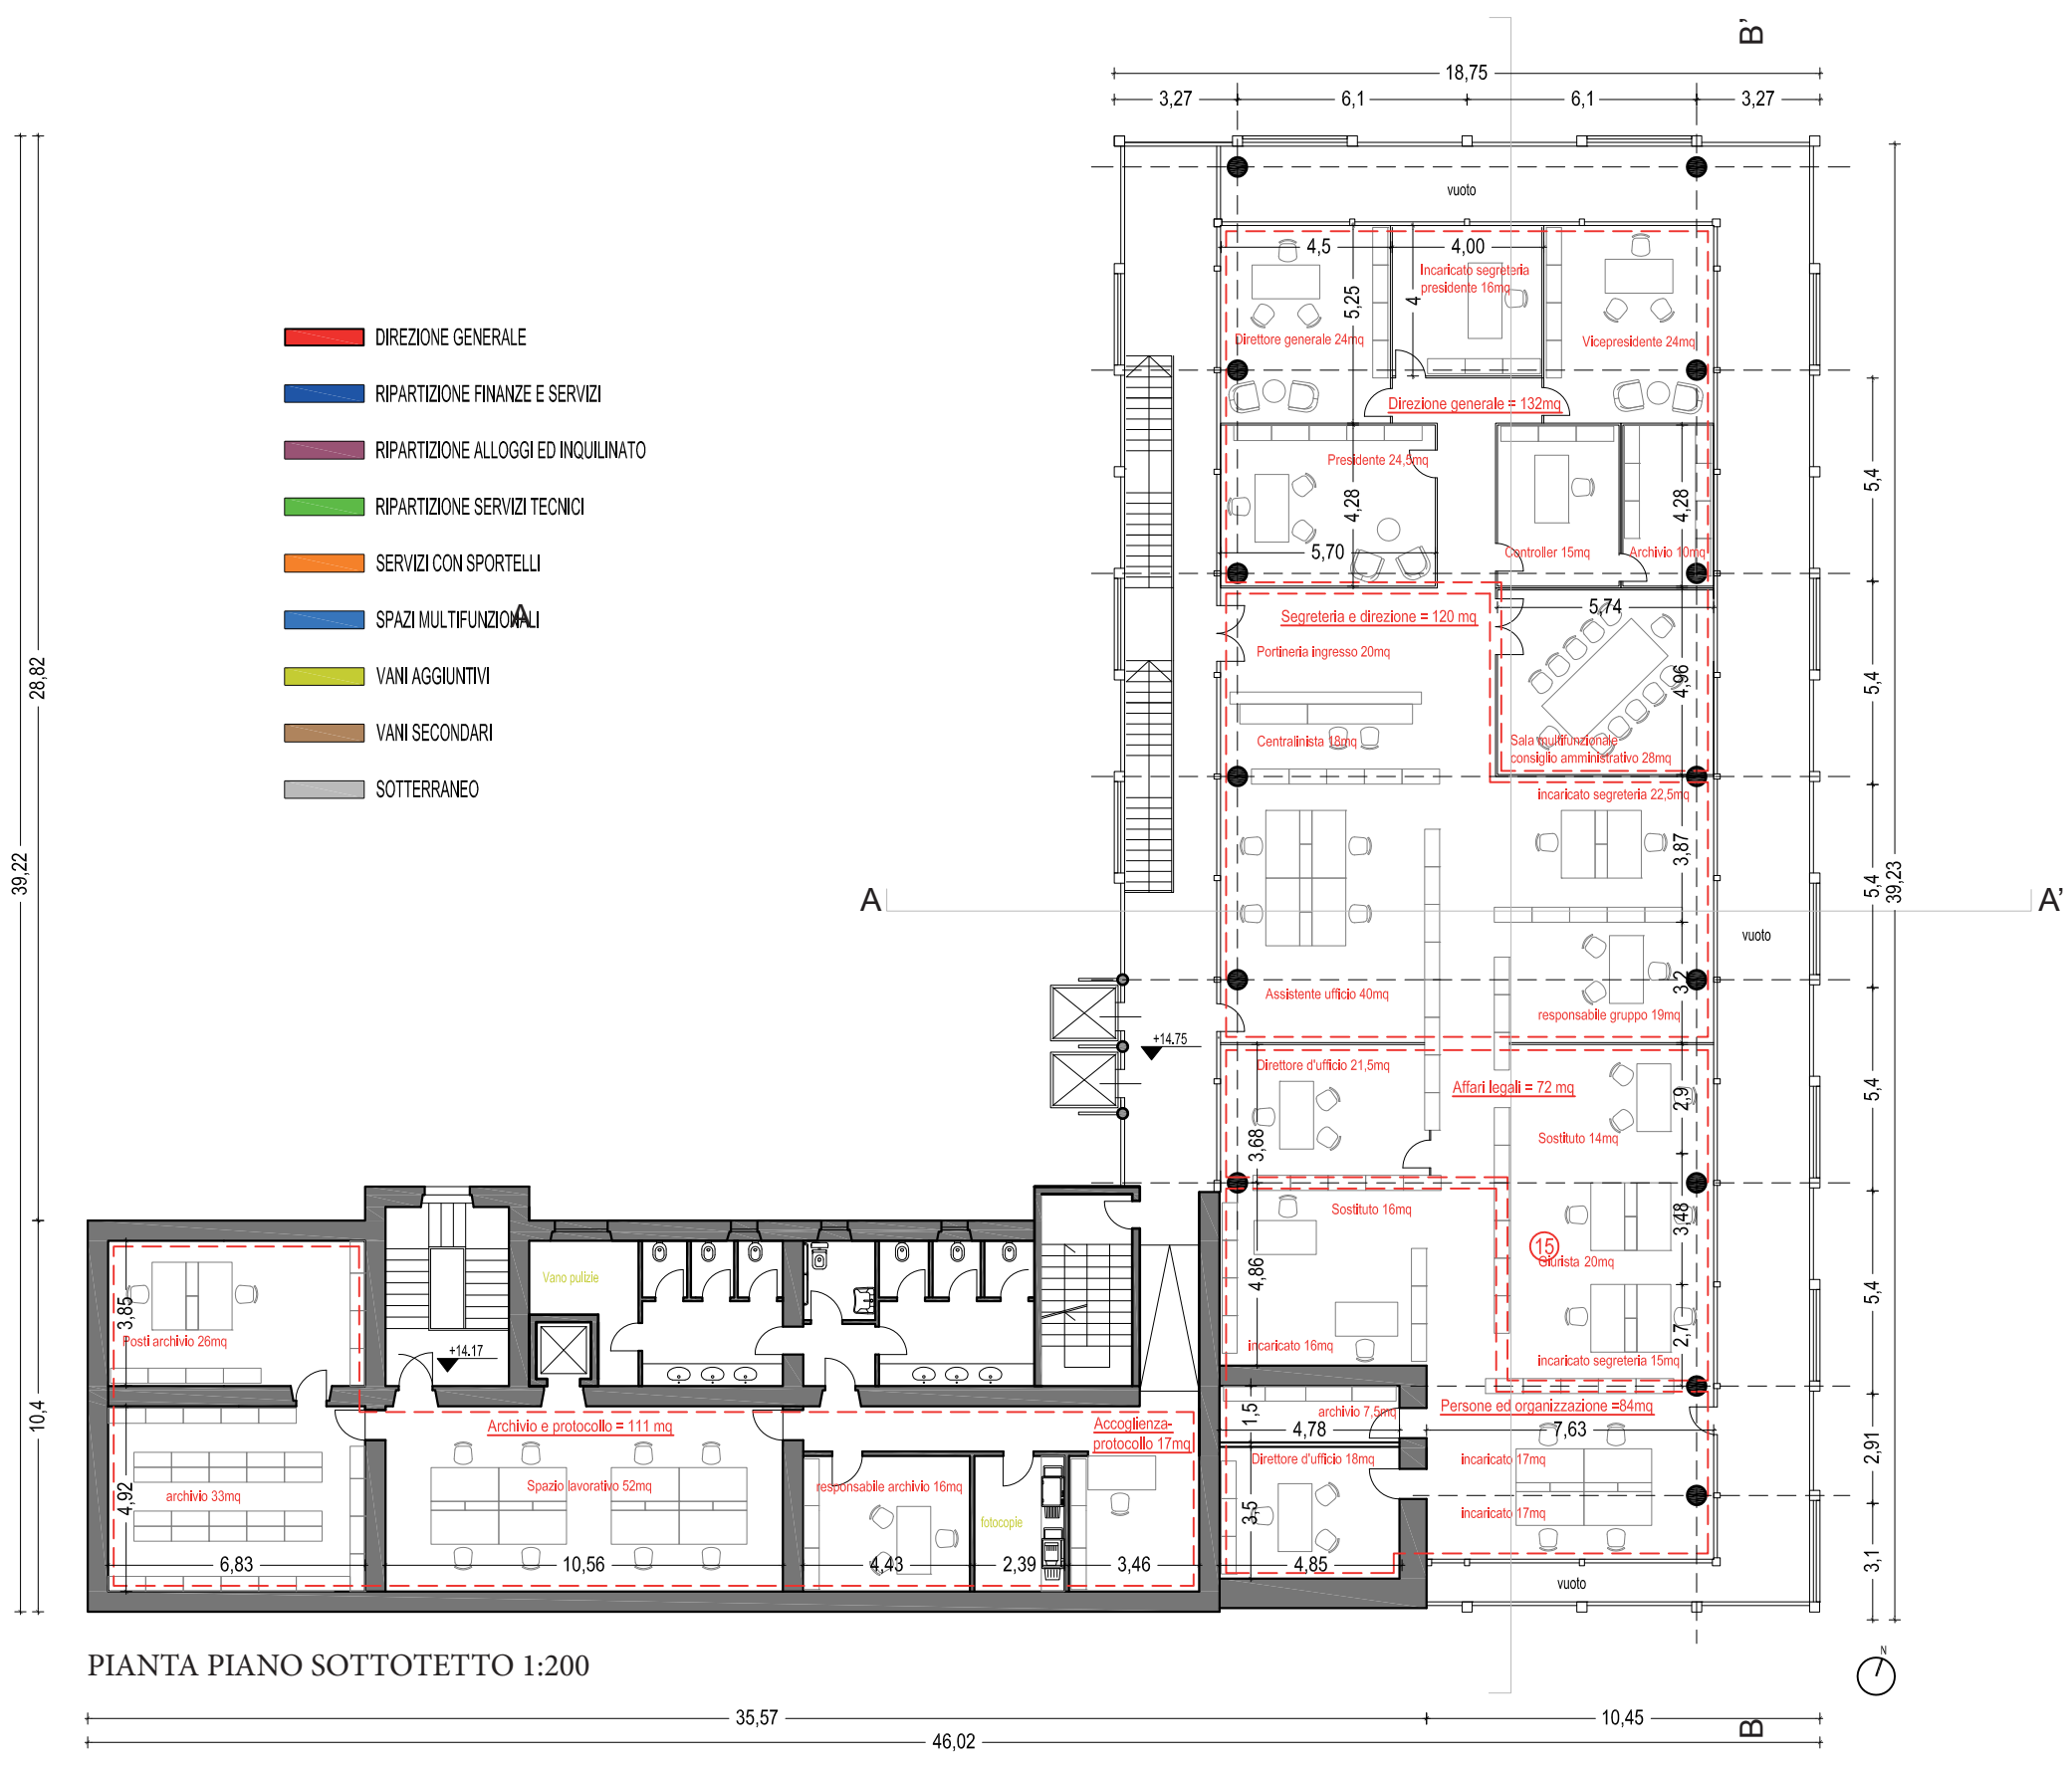 B'
18,75
3,27
6,1
6,1
3,27
vuoto
4,5
4,00
Incaricato segreteria
presidente 16mq
5,25
4
Direttore generale 24mq
Vicepresidente 24mq
Direzione generale = 132mq
DIREZIONE GENERALE
RIPARTIZIONE FINANZE E SERVIZI
RIPARTIZIONE ALLOGGI ED INQUILINATO
RIPARTIZIONE SERVIZI TECNICI
SERVIZI CON SPORTELLI
SPAZI MULTIFUNZIONALI
A
VANI AGGIUNTIVI
VANI SECONDARI
SOTTERRANEO
Presidente 24,5mq
4,28
4,28
5,4
5,70
Controller 15mq
Archivio 10mq
5,74
Segreteria e direzione = 120 mq
Portineria ingresso 20mq
4,96
5,4
28,82
39,22
Centralinista 18mq
Sala multifunzionale
consiglio amministrativo 28mq
incaricato segreteria 22,5mq
3,87
5,4
39,23
A
A'
vuoto
3,2
Assistente ufficio 40mq
responsabile gruppo 19mq
+14.75
Direttore d'ufficio 21,5mq
Affari legali = 72 mq
2,9
5,4
3,68
Sostituto 14mq
Sostituto 16mq
3,48
15
Giurista 20mq
4,86
5,4
Vano pulizie
3,85
Posti archivio 26mq
+14.17
incaricato 16mq
2,7
incaricato segreteria 15mq
10,4
Archivio e protocollo = 111 mq
Accoglienza-
protocollo 17mq
1,5
archivio 7,5mq
4,78
Persone ed organizzazione =84mq
7,63
2,91
4,92
archivio 33mq
Spazio lavorativo 52mq
responsabile archivio 16mq
fotocopie
Direttore d'ufficio 18mq
incaricato 17mq
3,5
incaricato 17mq
6,83
10,56
4,43
2,39
3,46
4,85
3,1
vuoto
PIANTA PIANO SOTTOTETTO 1:200
N
35,57
10,45
B
46,02